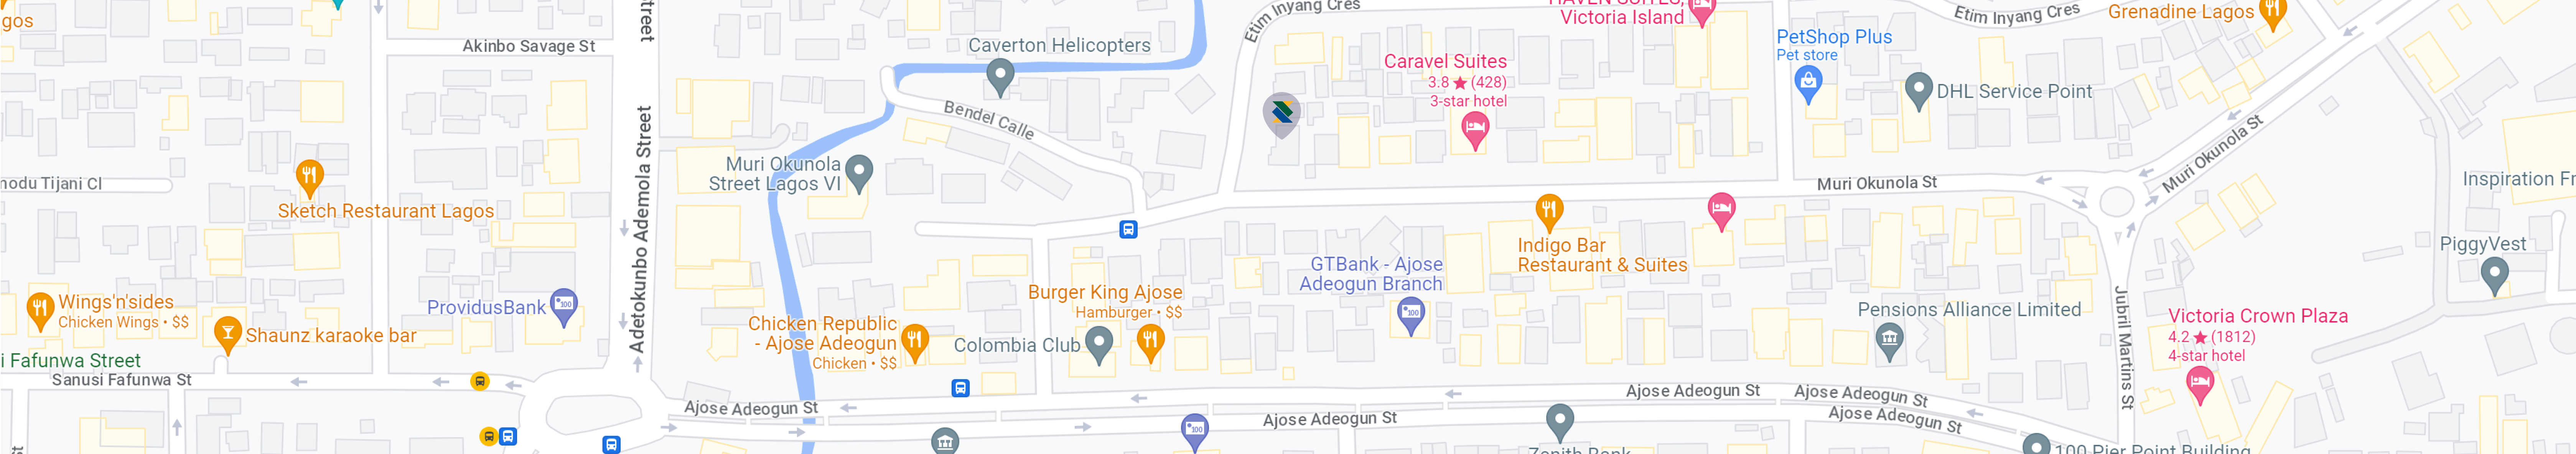 gos
Akinbo Savage St
treet
Caverton Helicopters
Etim Inyang Cres
HAVEN SUITES,
Victoria Island
Etim Inyang Cres
Grenadine Lagos
PetShop Plus
Pet store
Caravel Suites
3.8 ★ (428)
3-star hotel
DHL Service Point
Bendel Calle
Adetokunbo Ademola Street
Muri Okunola
Street Lagos VI
nodu Tijani Cl
Sketch Restaurant Lagos
Muri Okunola St
Muri Okunola St
Inspiration Fr
Indigo Bar
Restaurant & Suites
PiggyVest
GTBank - Ajose
Adeogun Branch
Burger King Ajose
Hamburger • $$
Wings'n'sides
Chicken Wings • $$
ProvidusBank
Shaunz karaoke bar
Chicken Republic
- Ajose Adeogun
Chicken • $$
Colombia Club
Pensions Alliance Limited
Victoria Crown Plaza
4.2 ★ (1812)
4-star hotel
Jubril Martins St
i Fafunwa Street
Sanusi Fafunwa St
Ajose Adeogun St
Ajose Adeogun St
Ajose Adeogun St
Ajose Adeogun St
Ajose Adeogun St
Zenith Bank
100 Pier Point Building
st